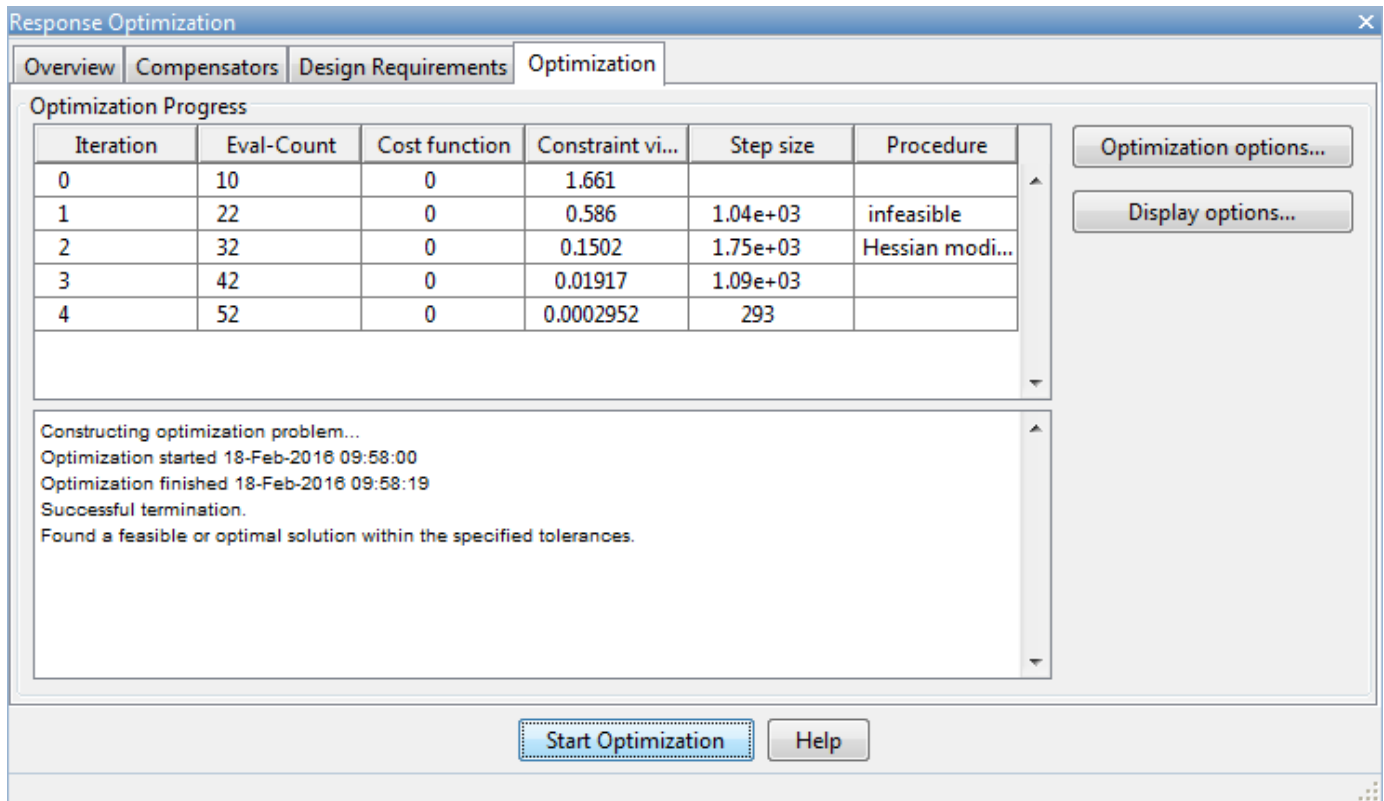 Response Optimization
Overview Compensators Design Requirements Optimization
Optimization Progress
Iteration Eval-Count Cost function Constraint vi... Step size Procedure
0 10 0 1.661
1 22 0 0.586 1.04e+03 infeasible
2 32 0 0.1502 1.75e+03 Hessian modi...
3 42 0 0.01917 1.09e+03
4 52 0 0.0002952 293
Optimization options...
Display options...
Constructing optimization problem...
Optimization started 18-Feb-2016 09:58:00
Optimization finished 18-Feb-2016 09:58:19
Successful termination.
Found a feasible or optimal solution within the specified tolerances.
Start Optimization Help